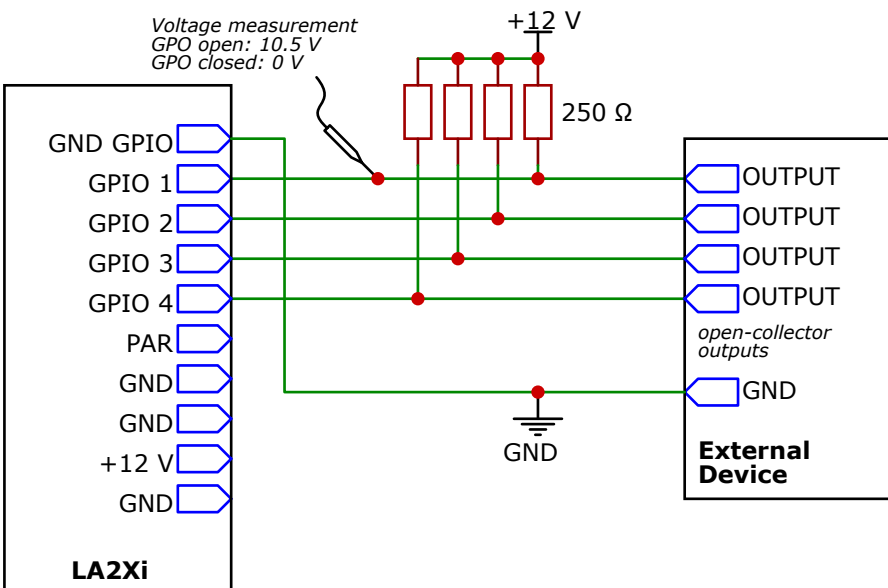 Voltage measurement
GPO open: 10.5 V
GPO closed: 0 V
+12 V
250 Ω
GND GPIO
GPIO 1
GPIO 2
GPIO 3
GPIO 4
PAR
GND
GND
+12 V
GND
LA2Xi
OUTPUT
OUTPUT
OUTPUT
OUTPUT
open-collector
outputs
GND
External
Device
GND